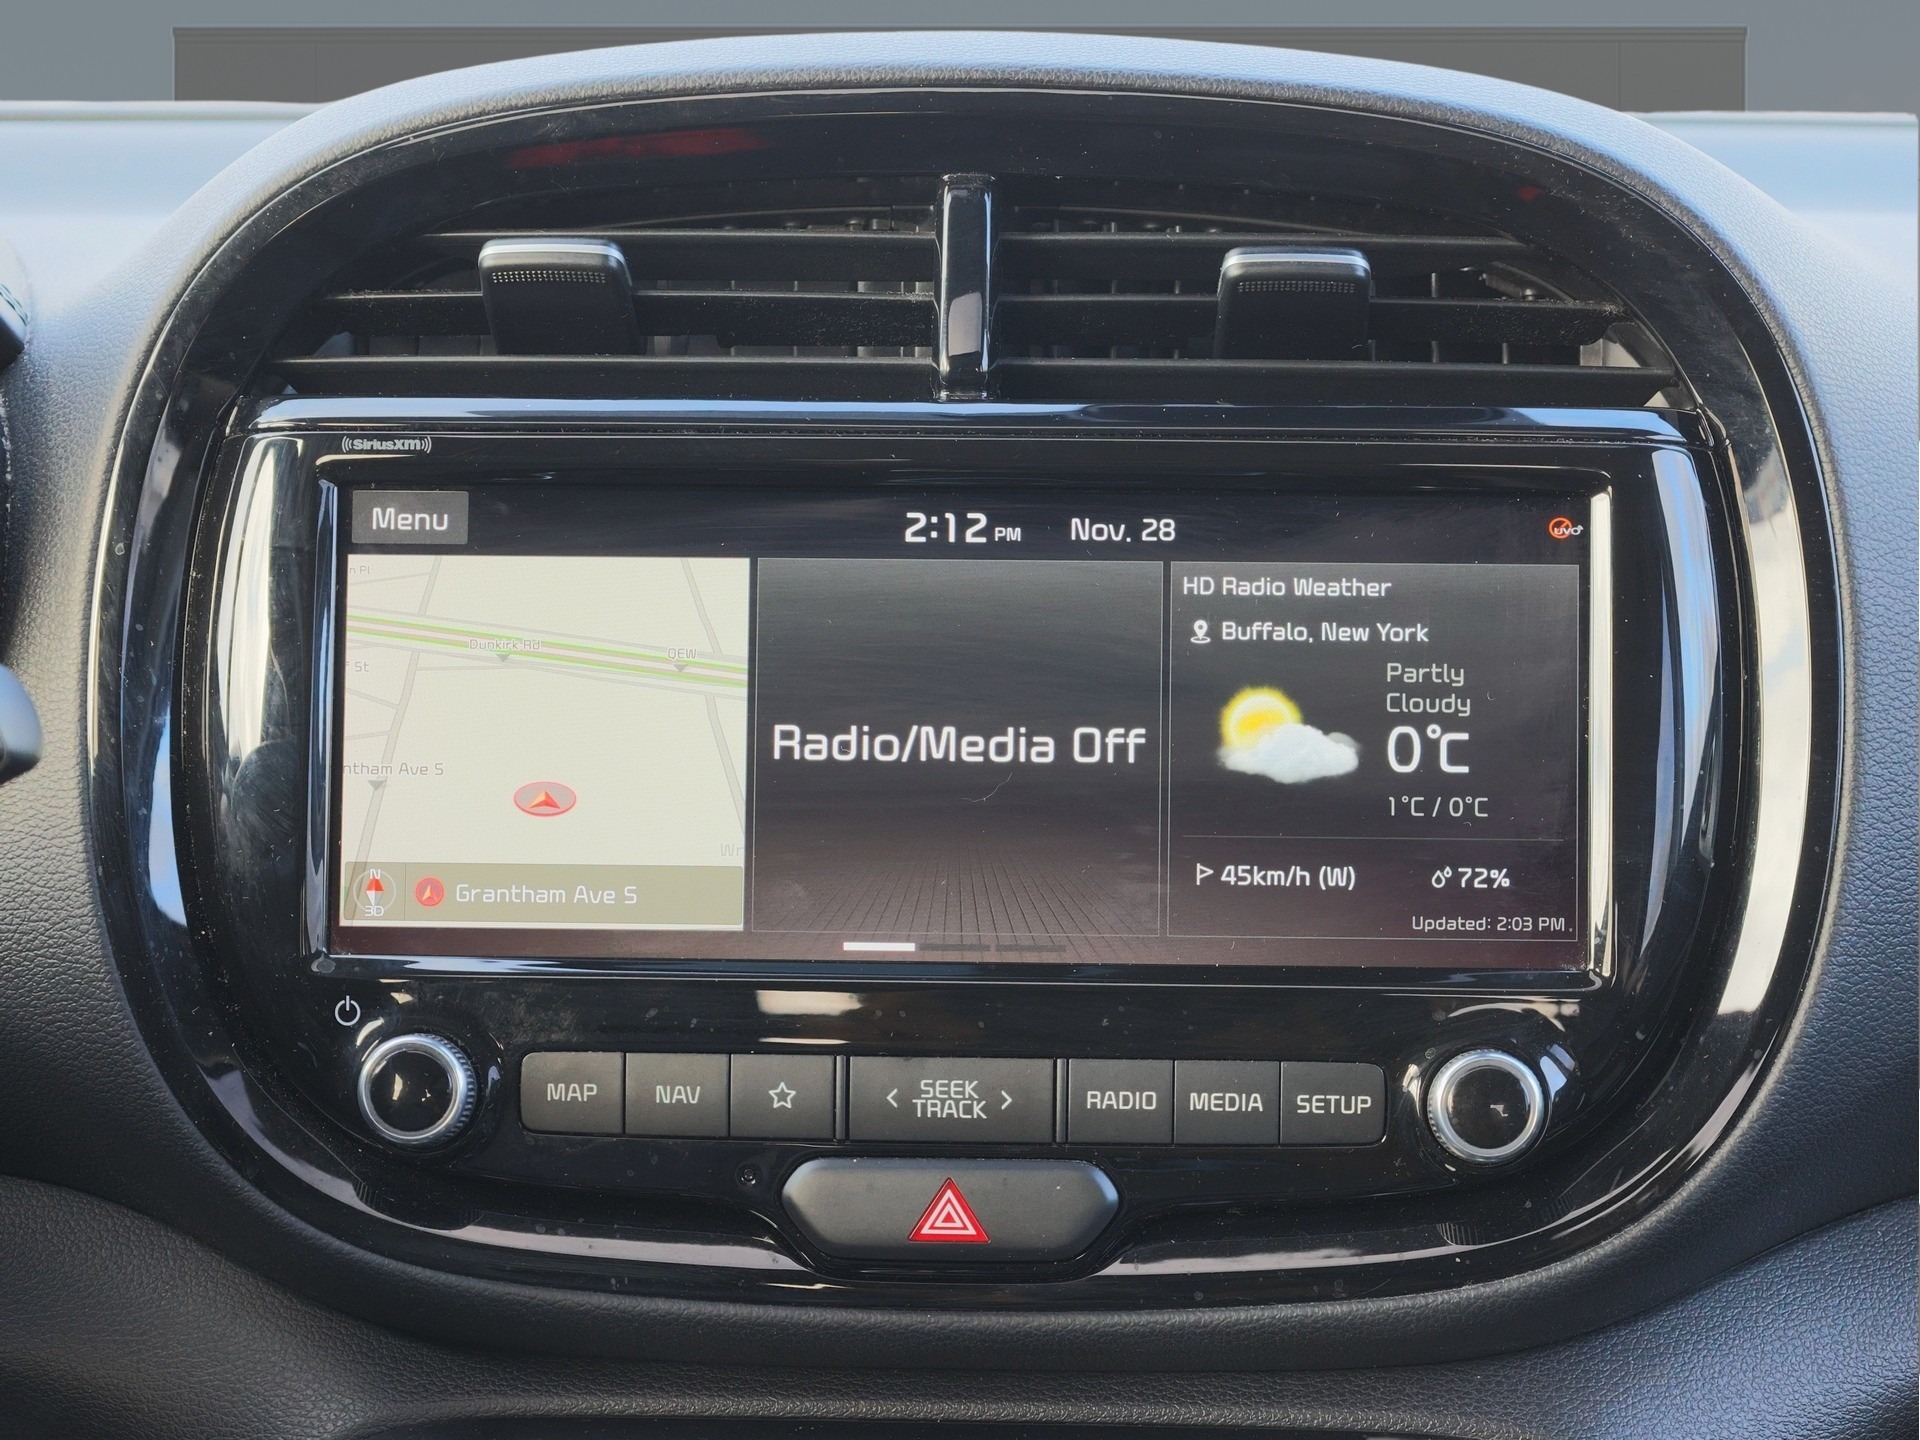 SiriusXM
Menu
2:12 PM Nov. 28
UVO
n Pl
Dunkirk Rd
QEW
St
ntham Ave S
N
3D
Grantham Ave S
Radio/Media Off
HD Radio Weather
Buffalo, New York
Partly
Cloudy
0°C
1°C / 0°C
45km/h (W) 72%
Updated: 2:03 PM
MAP
NAV
< SEEK >
TRACK
RADIO
MEDIA
SETUP